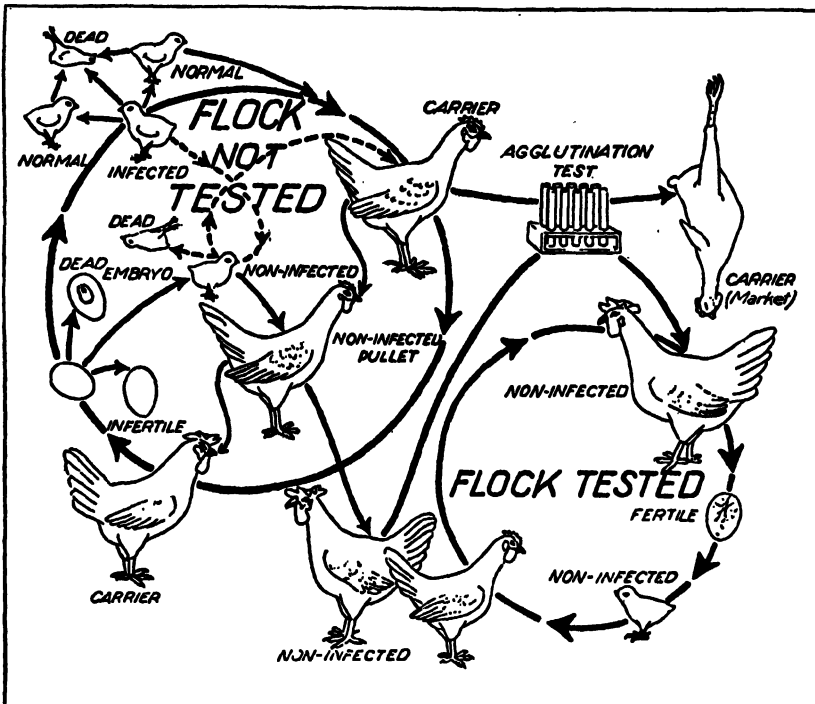 DEAD
NORMAL
NORMAL
INFECTED
FLOCK
NOT
TESTED
CARRIER
AGGLUTINATION
TEST
CARRIER
(Market)
DEAD
DEAD
EMBRYO
NON-INFECTED
NON-INFECTED
PULLET
INFERTILE
CARRIER
NON-INFECTED
NON-INFECTED
FLOCK TESTED
FERTILE
NON-INFECTED